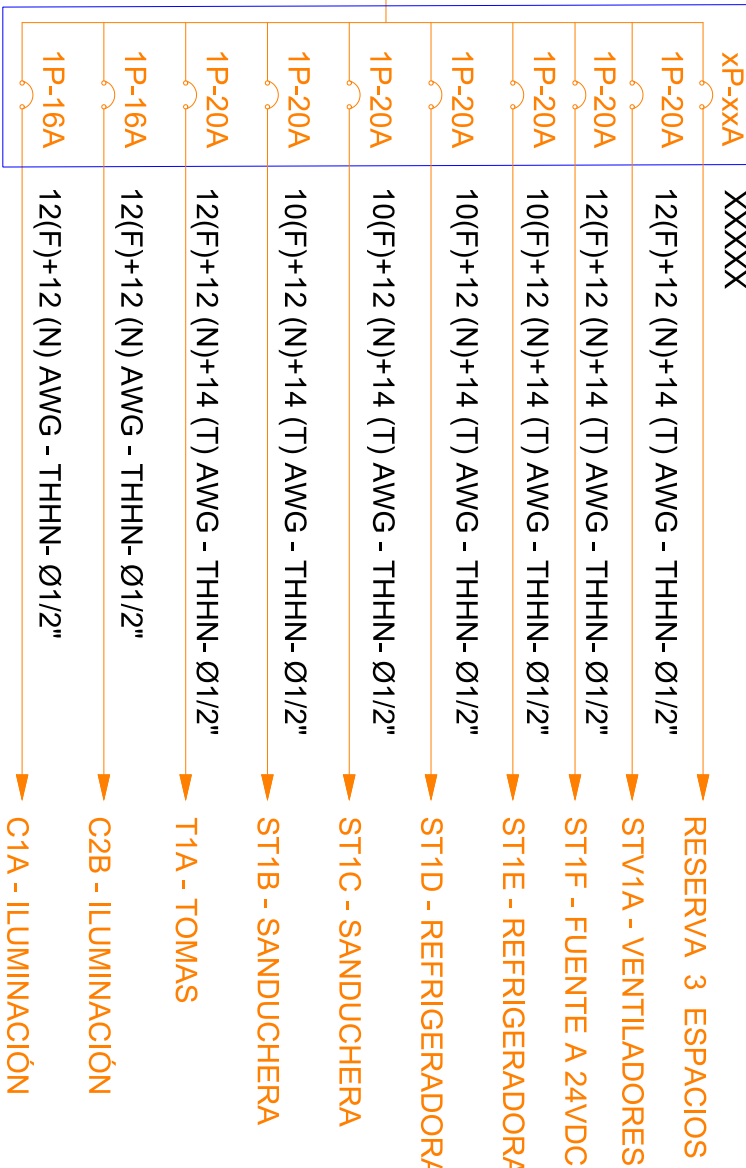 xP-xxA XXXXX RESERVA 3 ESPACIOS
1P-20A 12(F)+12 (N)+14 (T) AWG - THHN- Ø1/2" STV1A - VENTILADORES
1P-20A 12(F)+12 (N)+14 (T) AWG - THHN- Ø1/2" ST1F - FUENTE A 24VDC
1P-20A 10(F)+12 (N)+14 (T) AWG - THHN- Ø1/2" ST1E - REFRIGERADORA
1P-20A 10(F)+12 (N)+14 (T) AWG - THHN- Ø1/2" ST1D - REFRIGERADORA
1P-20A 10(F)+12 (N)+14 (T) AWG - THHN- Ø1/2" ST1C - SANDUCHERA
1P-20A 10(F)+12 (N)+14 (T) AWG - THHN- Ø1/2" ST1B - SANDUCHERA
1P-20A 12(F)+12 (N)+14 (T) AWG - THHN- Ø1/2" T1A - TOMAS
1P-16A 12(F)+12 (N) AWG - THHN- Ø1/2" C2B - ILUMINACIÓN
1P-16A 12(F)+12 (N) AWG - THHN- Ø1/2" C1A - ILUMINACIÓN